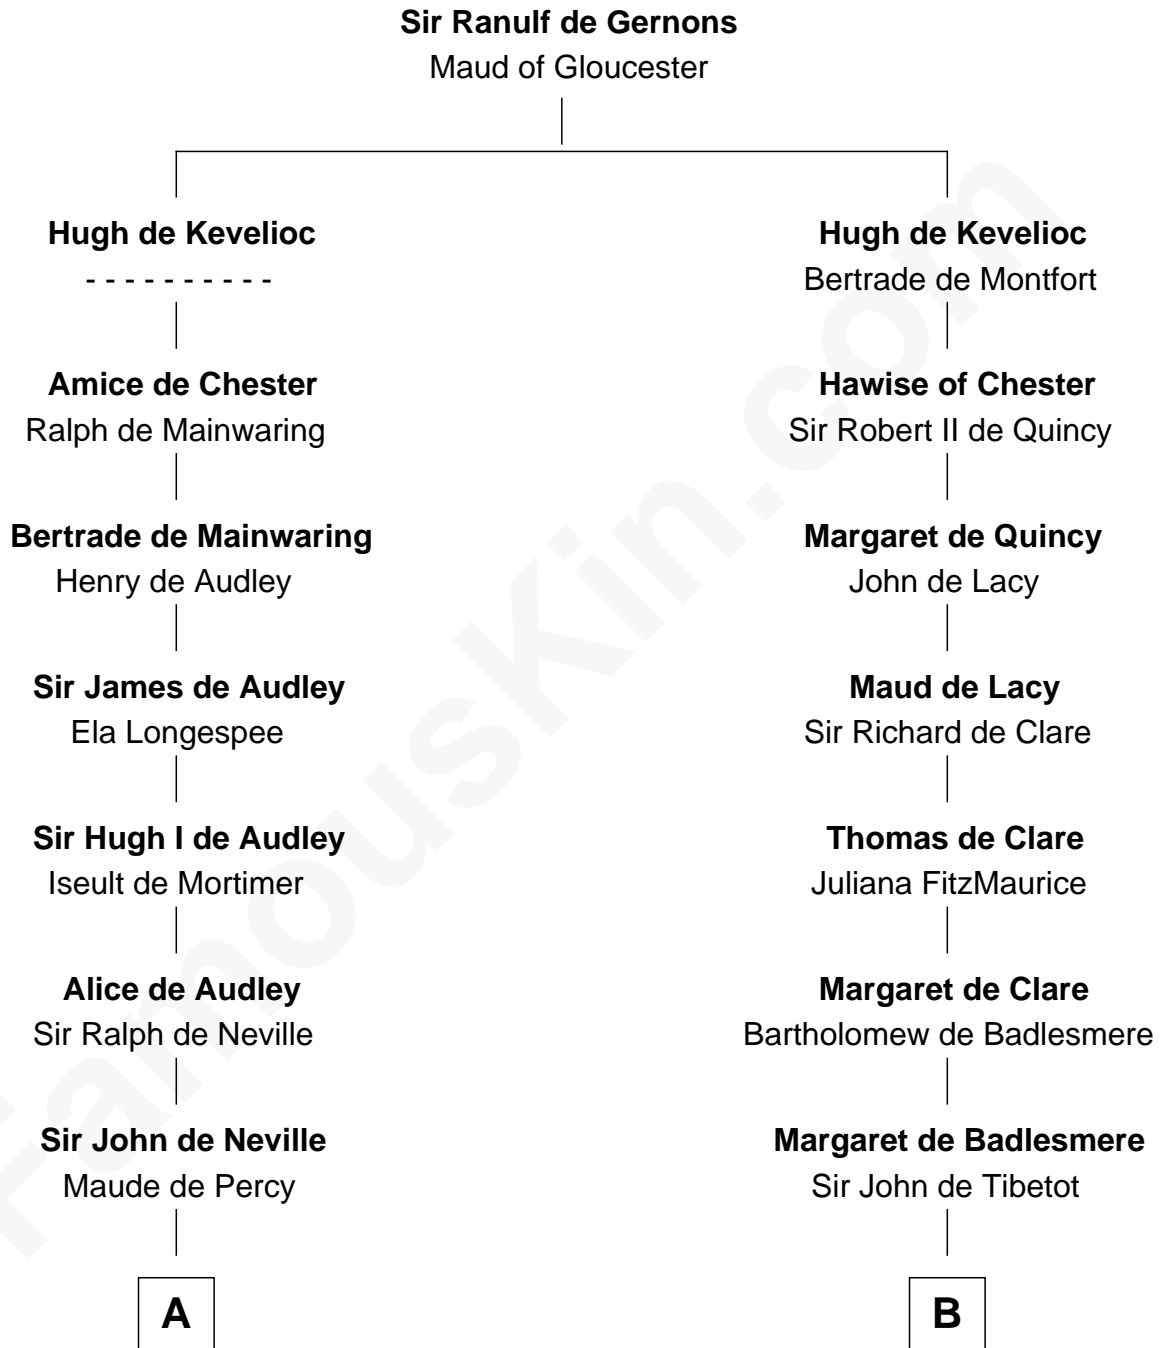 Sir Ranulf de Gernons
Maud of Gloucester
Hugh de Kevelioc
- - - - - - - - - -
Amice de Chester
Ralph de Mainwaring
Bertrade de Mainwaring
Henry de Audley
Sir James de Audley
Ela Longespee
Sir Hugh I de Audley
Iseult de Mortimer
Alice de Audley
Sir Ralph de Neville
Sir John de Neville
Maude de Percy
A
Hugh de Kevelioc
Bertrade de Montfort
Hawise of Chester
Sir Robert II de Quincy
Margaret de Quincy
John de Lacy
Maud de Lacy
Sir Richard de Clare
Thomas de Clare
Juliana FitzMaurice
Margaret de Clare
Bartholomew de Badlesmere
Margaret de Badlesmere
Sir John de Tibetot
B
FamousKin.com